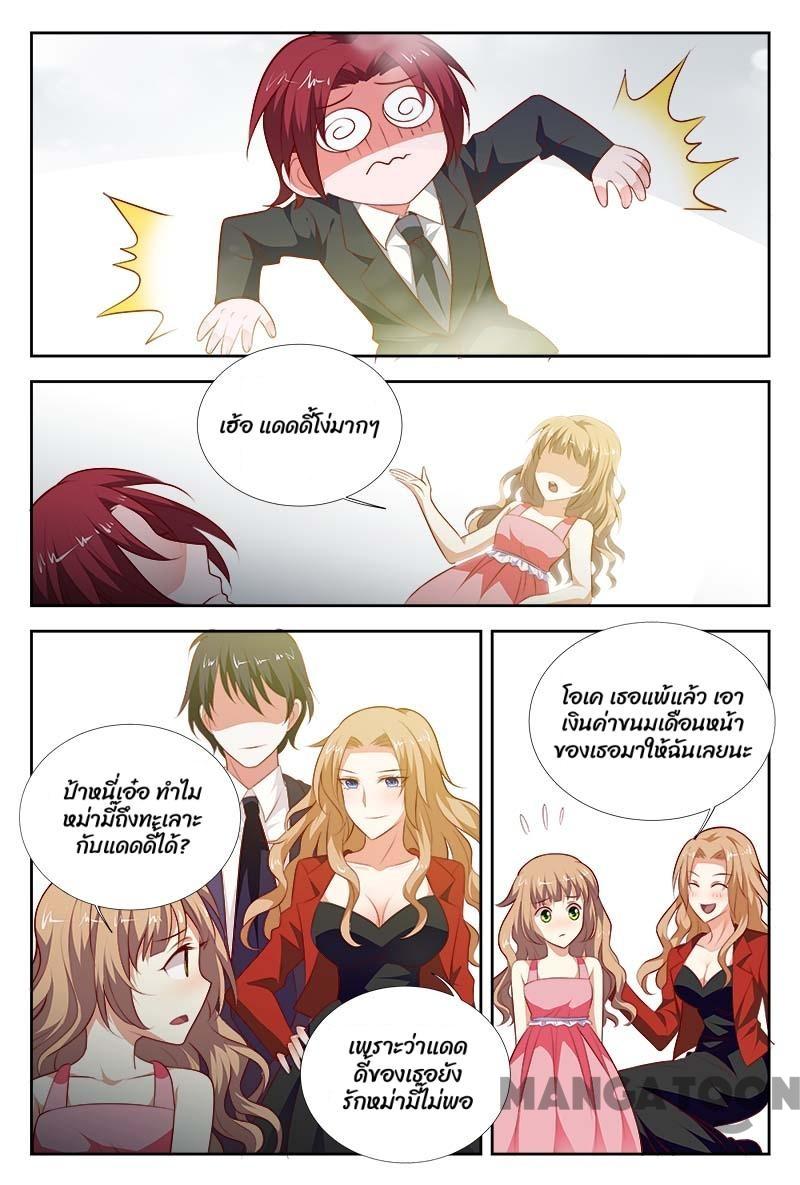 เฮ้อ แดดดี้โง่มากๆ
ป้าหนี่เอ๋อ ทำไม
หม่ามี๊ถึงทะเลาะ
กับแดดดี้ได้?
เพราะว่าแดด
ดี้ของเธอยัง
รักหม่ามี๊ไม่พอ
โอเค เธอแพ้แล้ว เอา
เงินค่าขนมเดือนหน้า
ของเธอมาให้ฉันเลยนะ
MANGATOON